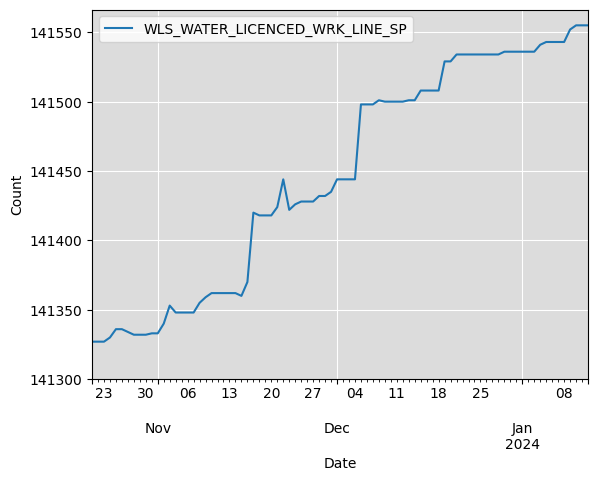 WLS_WATER_LICENCED_WRK_LINE_SP
141550
141500
141450
141400
141350
141300
Count
23 30 06 13 20 27 04 11 18 25 08
Nov Dec Jan
2024
Date